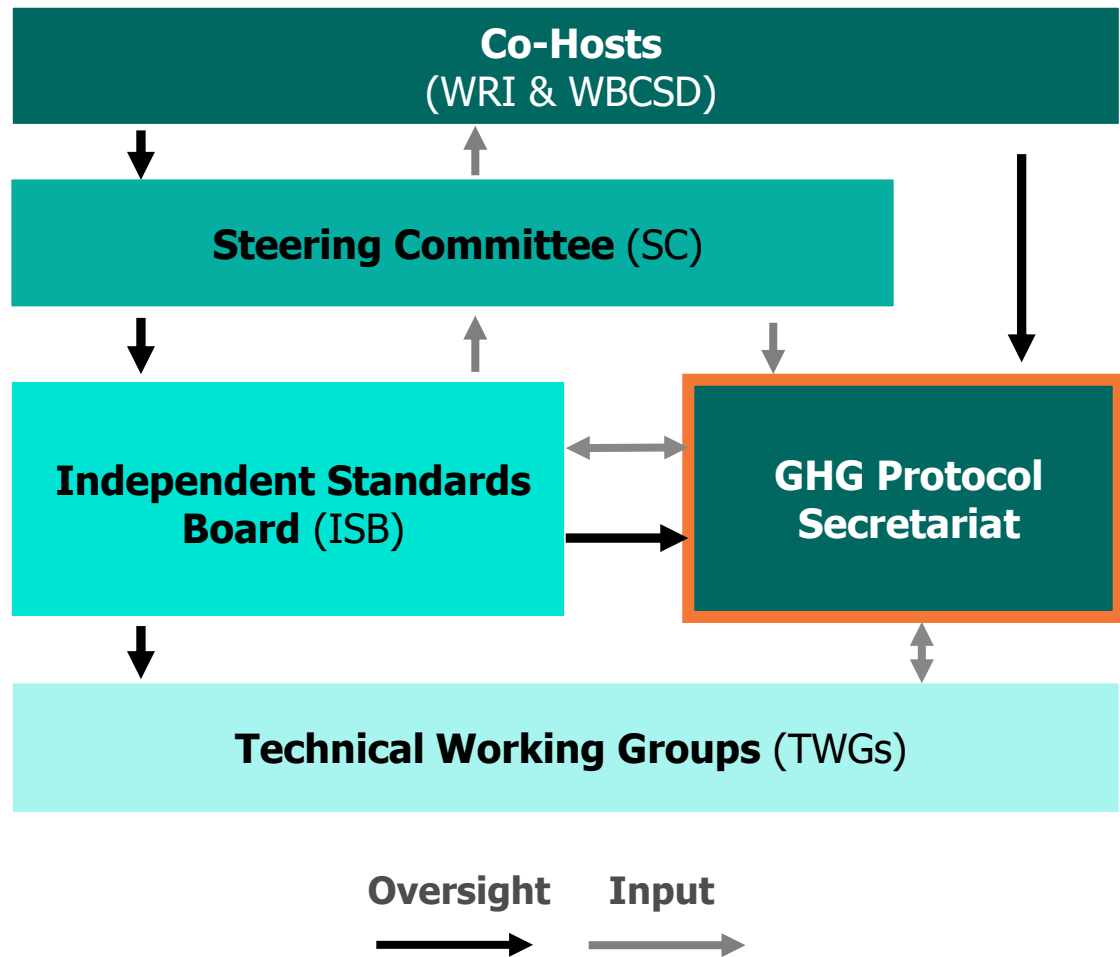 Co-Hosts
(WRI & WBCSD)
Steering Committee (SC)
Independent Standards
Board (ISB)
GHG Protocol
Secretariat
Technical Working Groups (TWGs)
Oversight
Input